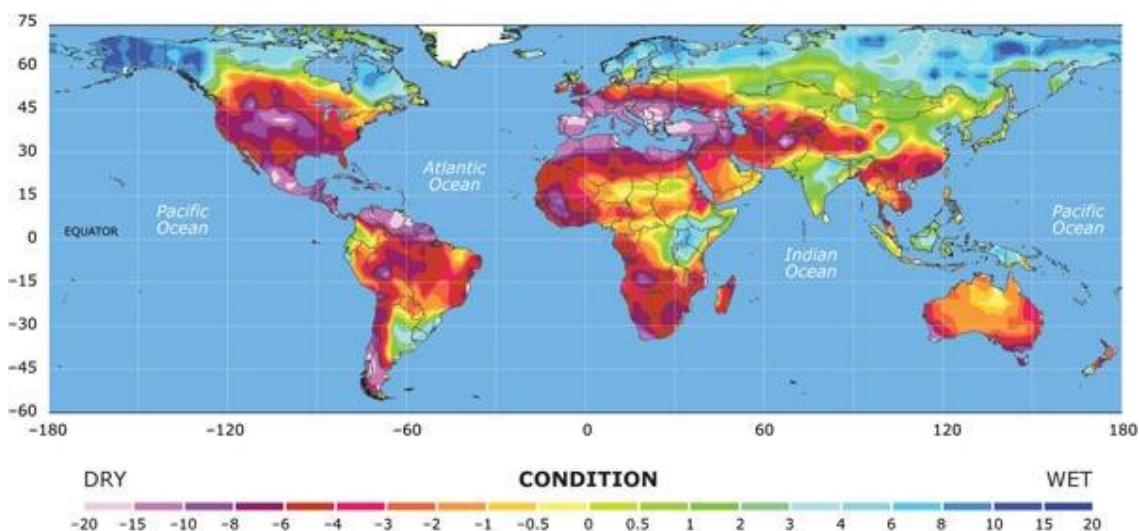 75
60
45
30
15
0
−15
−30
−45
−60
Atlantic
Ocean
Pacific
Ocean
EQUATOR
Indian
Ocean
Pacific
Ocean
−180 −120 −60 0 60 120 180
DRY CONDITION WET
−20 −15 −10 −8 −6 −4 −3 −2 −1 −0.5 0 0.5 1 2 3 4 6 8 10 15 20